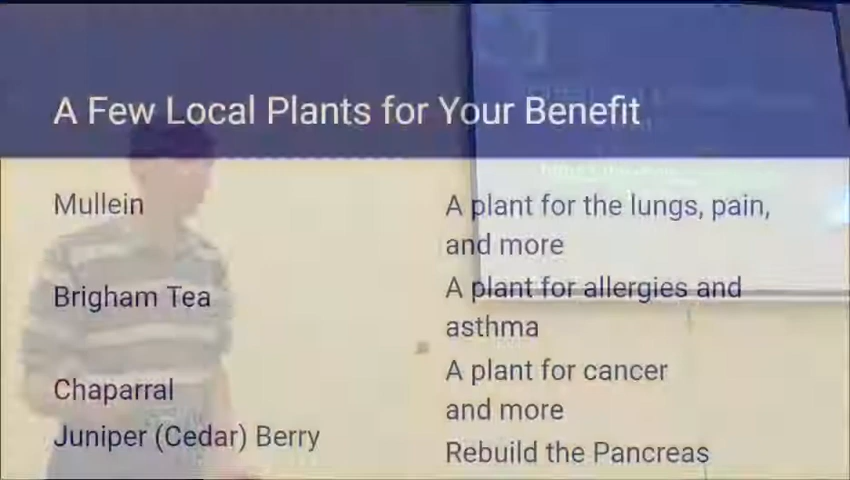 A Few Local Plants for Your Benefit
Mullein
A plant for the lungs, pain,
and more
Brigham Tea
A plant for allergies and
asthma
Chaparral
A plant for cancer
and more
Juniper (Cedar) Berry
Rebuild the Pancreas